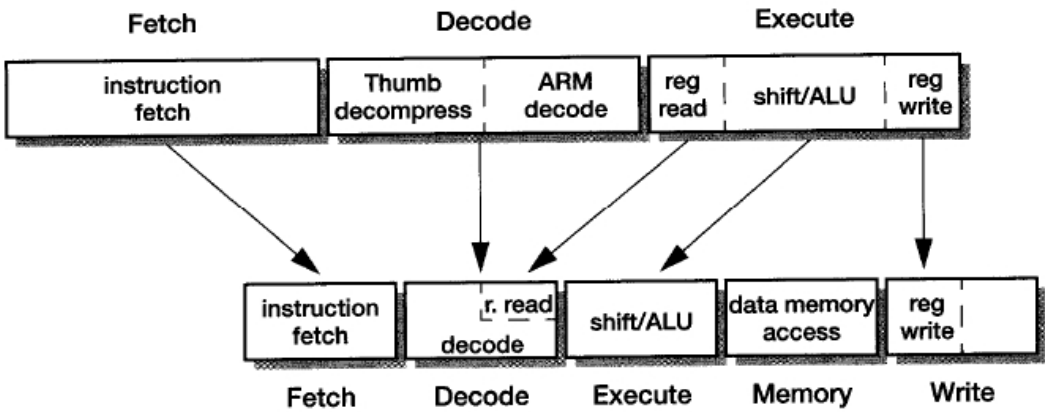 Fetch
Decode
Execute
instruction
fetch
Thumb
decompress
ARM
decode
reg
read
shift/ALU
reg
write
instruction
fetch
r. read
decode
shift/ALU
data memory
access
reg
write
Fetch
Decode
Execute
Memory
Write